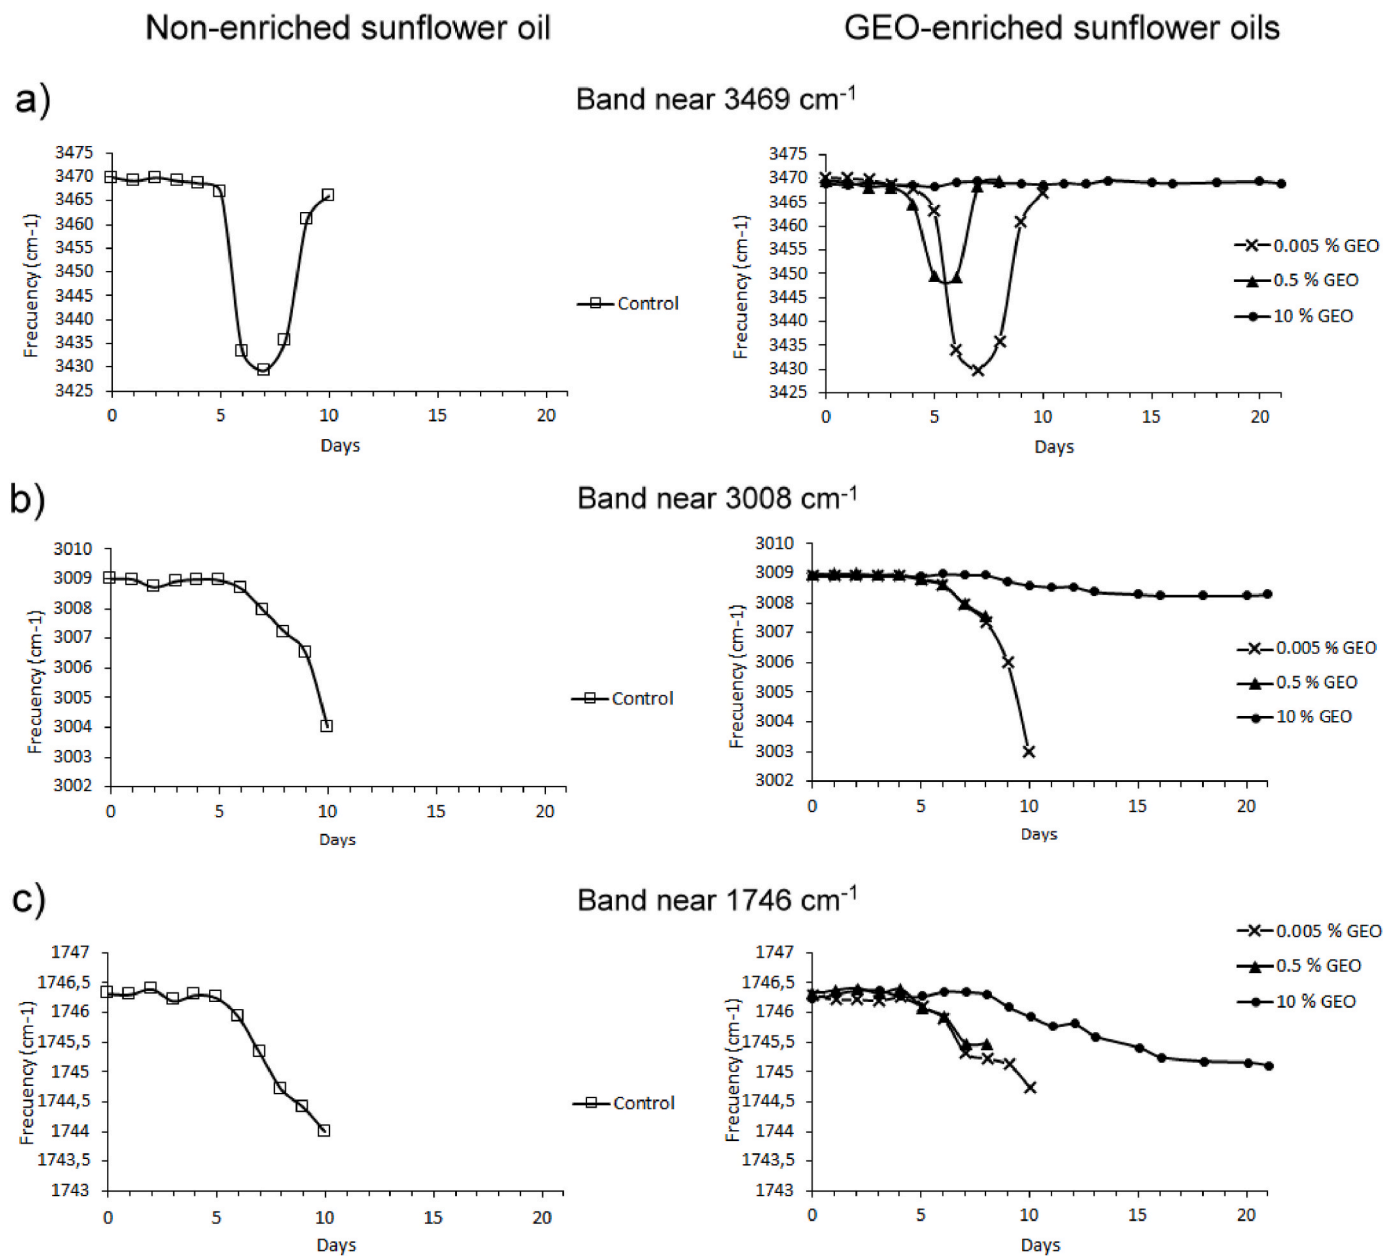 Non-enriched sunflower oil
GEO-enriched sunflower oils
a)
Band near 3469 cm-1
3475
3470
3465
3460
3455
3450
3445
3440
3435
3430
3425
Frecuency (cm-1)
0 5 10 15 20
Days
Control
3475
3470
3465
3460
3455
3450
3445
3440
3435
3430
3425
Frecuency (cm-1)
0 5 10 15 20
Days
0.005 % GEO
0.5 % GEO
10 % GEO
b)
Band near 3008 cm-1
3010
3009
3008
3007
3006
3005
3004
3003
3002
Frecuency (cm-1)
0 5 10 15 20
Days
Control
3010
3009
3008
3007
3006
3005
3004
3003
3002
Frecuency (cm-1)
0 5 10 15 20
Days
0.005 % GEO
0.5 % GEO
10 % GEO
c)
Band near 1746 cm-1
1747
1746,5
1746
1745,5
1745
1744,5
1744
1743,5
1743
Frecuency (cm-1)
0 5 10 15 20
Days
Control
1747
1746,5
1746
1745,5
1745
1744,5
1744
1743,5
1743
Frecuency (cm-1)
0 5 10 15 20
Days
0.005 % GEO
0.5 % GEO
10 % GEO